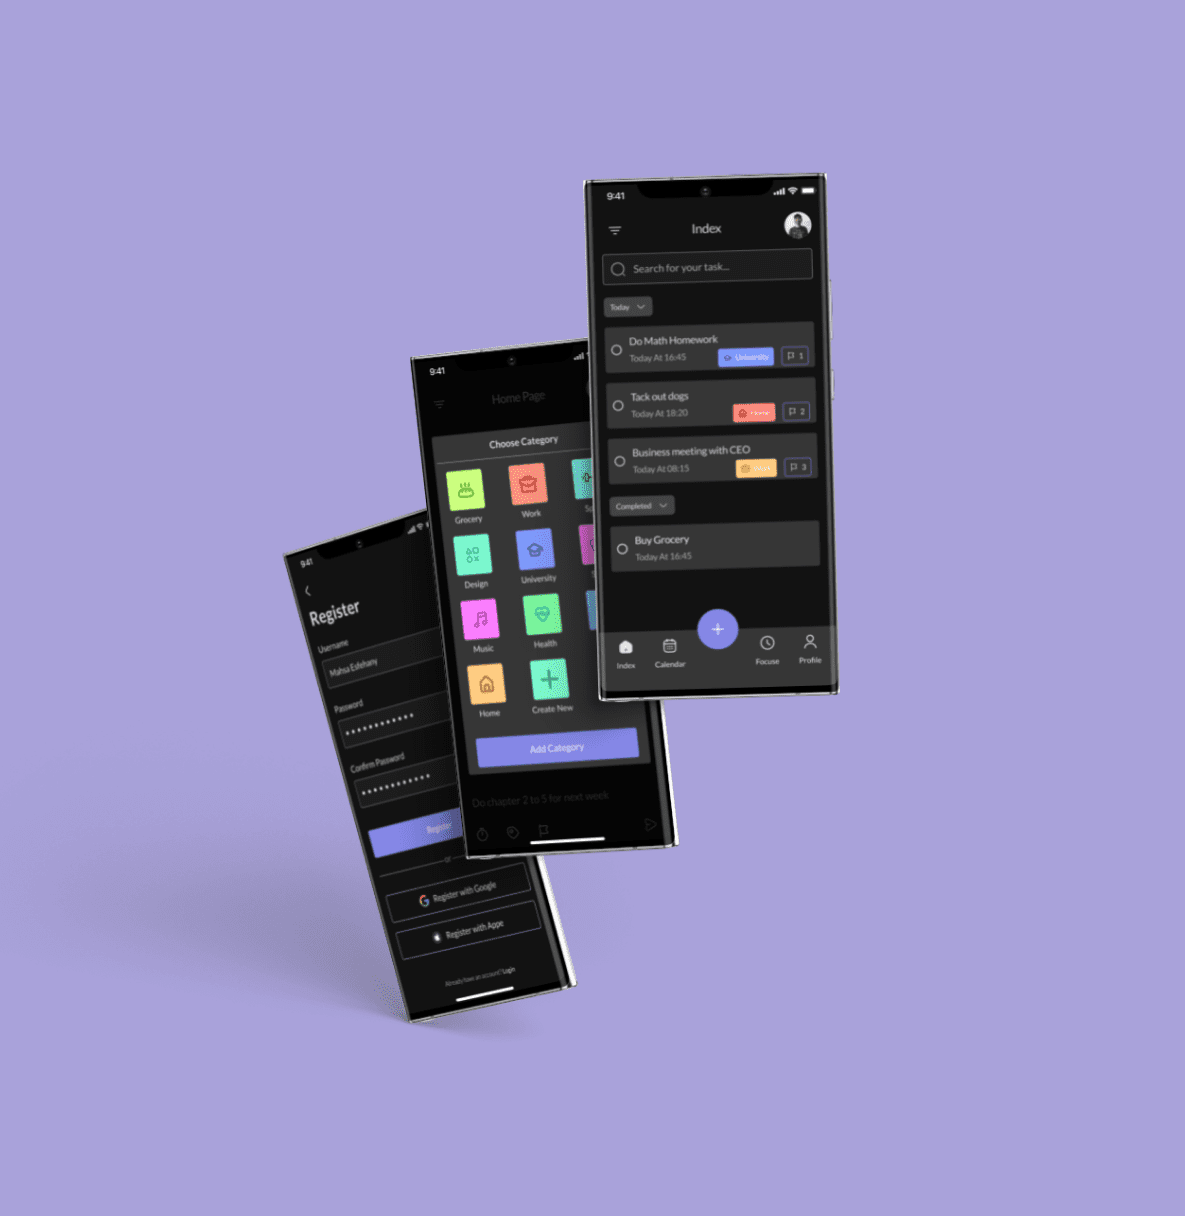 9:41
Index
Search for your task...
Today
Do Math Homework
Today At 16:45
University
1
Tack out dogs
Today At 18:20
2
Business meeting with CEO
Today At 08:15
3
Completed
Buy Grocery
Today At 16:45
Index
Calendar
Focuse
Profile
9:41
Home Page
Choose Category
Grocery
Work
Design
University
Music
Health
Home
Create New
Add Category
Do chapter 2 to 5 for next week
9:41
Register
Username
Mahsa Esfehany
Password
Confirm Password
Register
or
Register with Google
Register with Appe
Already have an account? Login